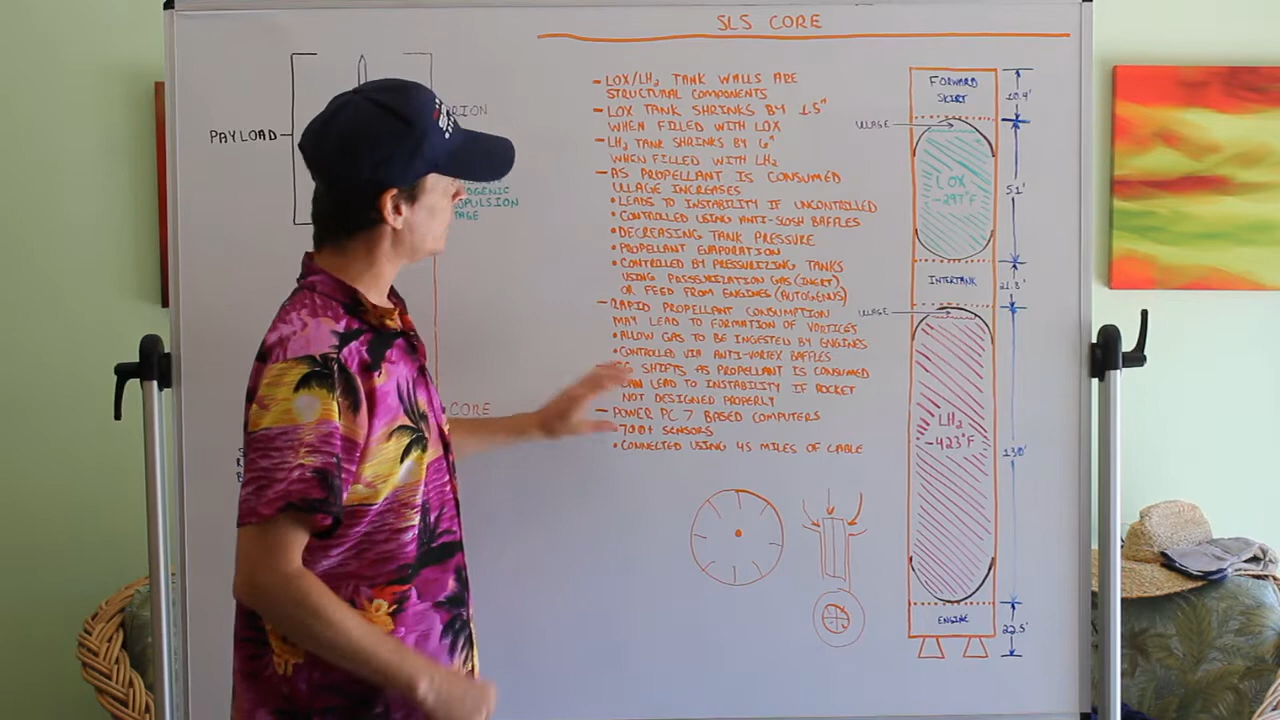 SLS CORE
- LOX/LH2 TANK WALLS ARE
STRUCTURAL COMPONENTS
- LOX TANK SHRINKS BY 1.5"
WHEN FILLED WITH LOX
- LH2 TANK SHRINKS BY 6"
WHEN FILLED WITH LH2
- AS PROPELLANT IS CONSUMED
ULLAGE INCREASES
• LEADS TO INSTABILITY IF UNCONTROLLED
• CONTROLLED USING ANTI-SLOSH BAFFLES
• DECREASING TANK PRESSURE
• PROPELLANT EVAPORATION
• CONTROLLED BY PRESSURIZING TANKS
USING GAS (INERT)
OR FEED FROM ENGINES (AUTOGENUS)
- RAPID PROPELLANT CONSUMPTION
MAY LEAD TO FORMATION OF VORTICES
• ALLOW GAS TO BE INGESTED BY ENGINES
• CONTROLLED VIA ANTI-VORTEX BAFFLES
SHIFTS AS PROPELLANT IS CONSUMED
CAN LEAD TO INSTABILITY IF ROCKET
NOT DESIGNED PROPERLY
- POWER PC 7 BASED COMPUTERS
• 700+ SENSORS
• CONNECTED USING 45 MILES OF CABLE
PAYLOAD
CORE
FORWARD
SKIRT
10.4'
ULLAGE
LOX
-297°F
51'
INTERTANK
21.8'
ULLAGE
LH2
-423°F
130'
ENGINE
22.5'